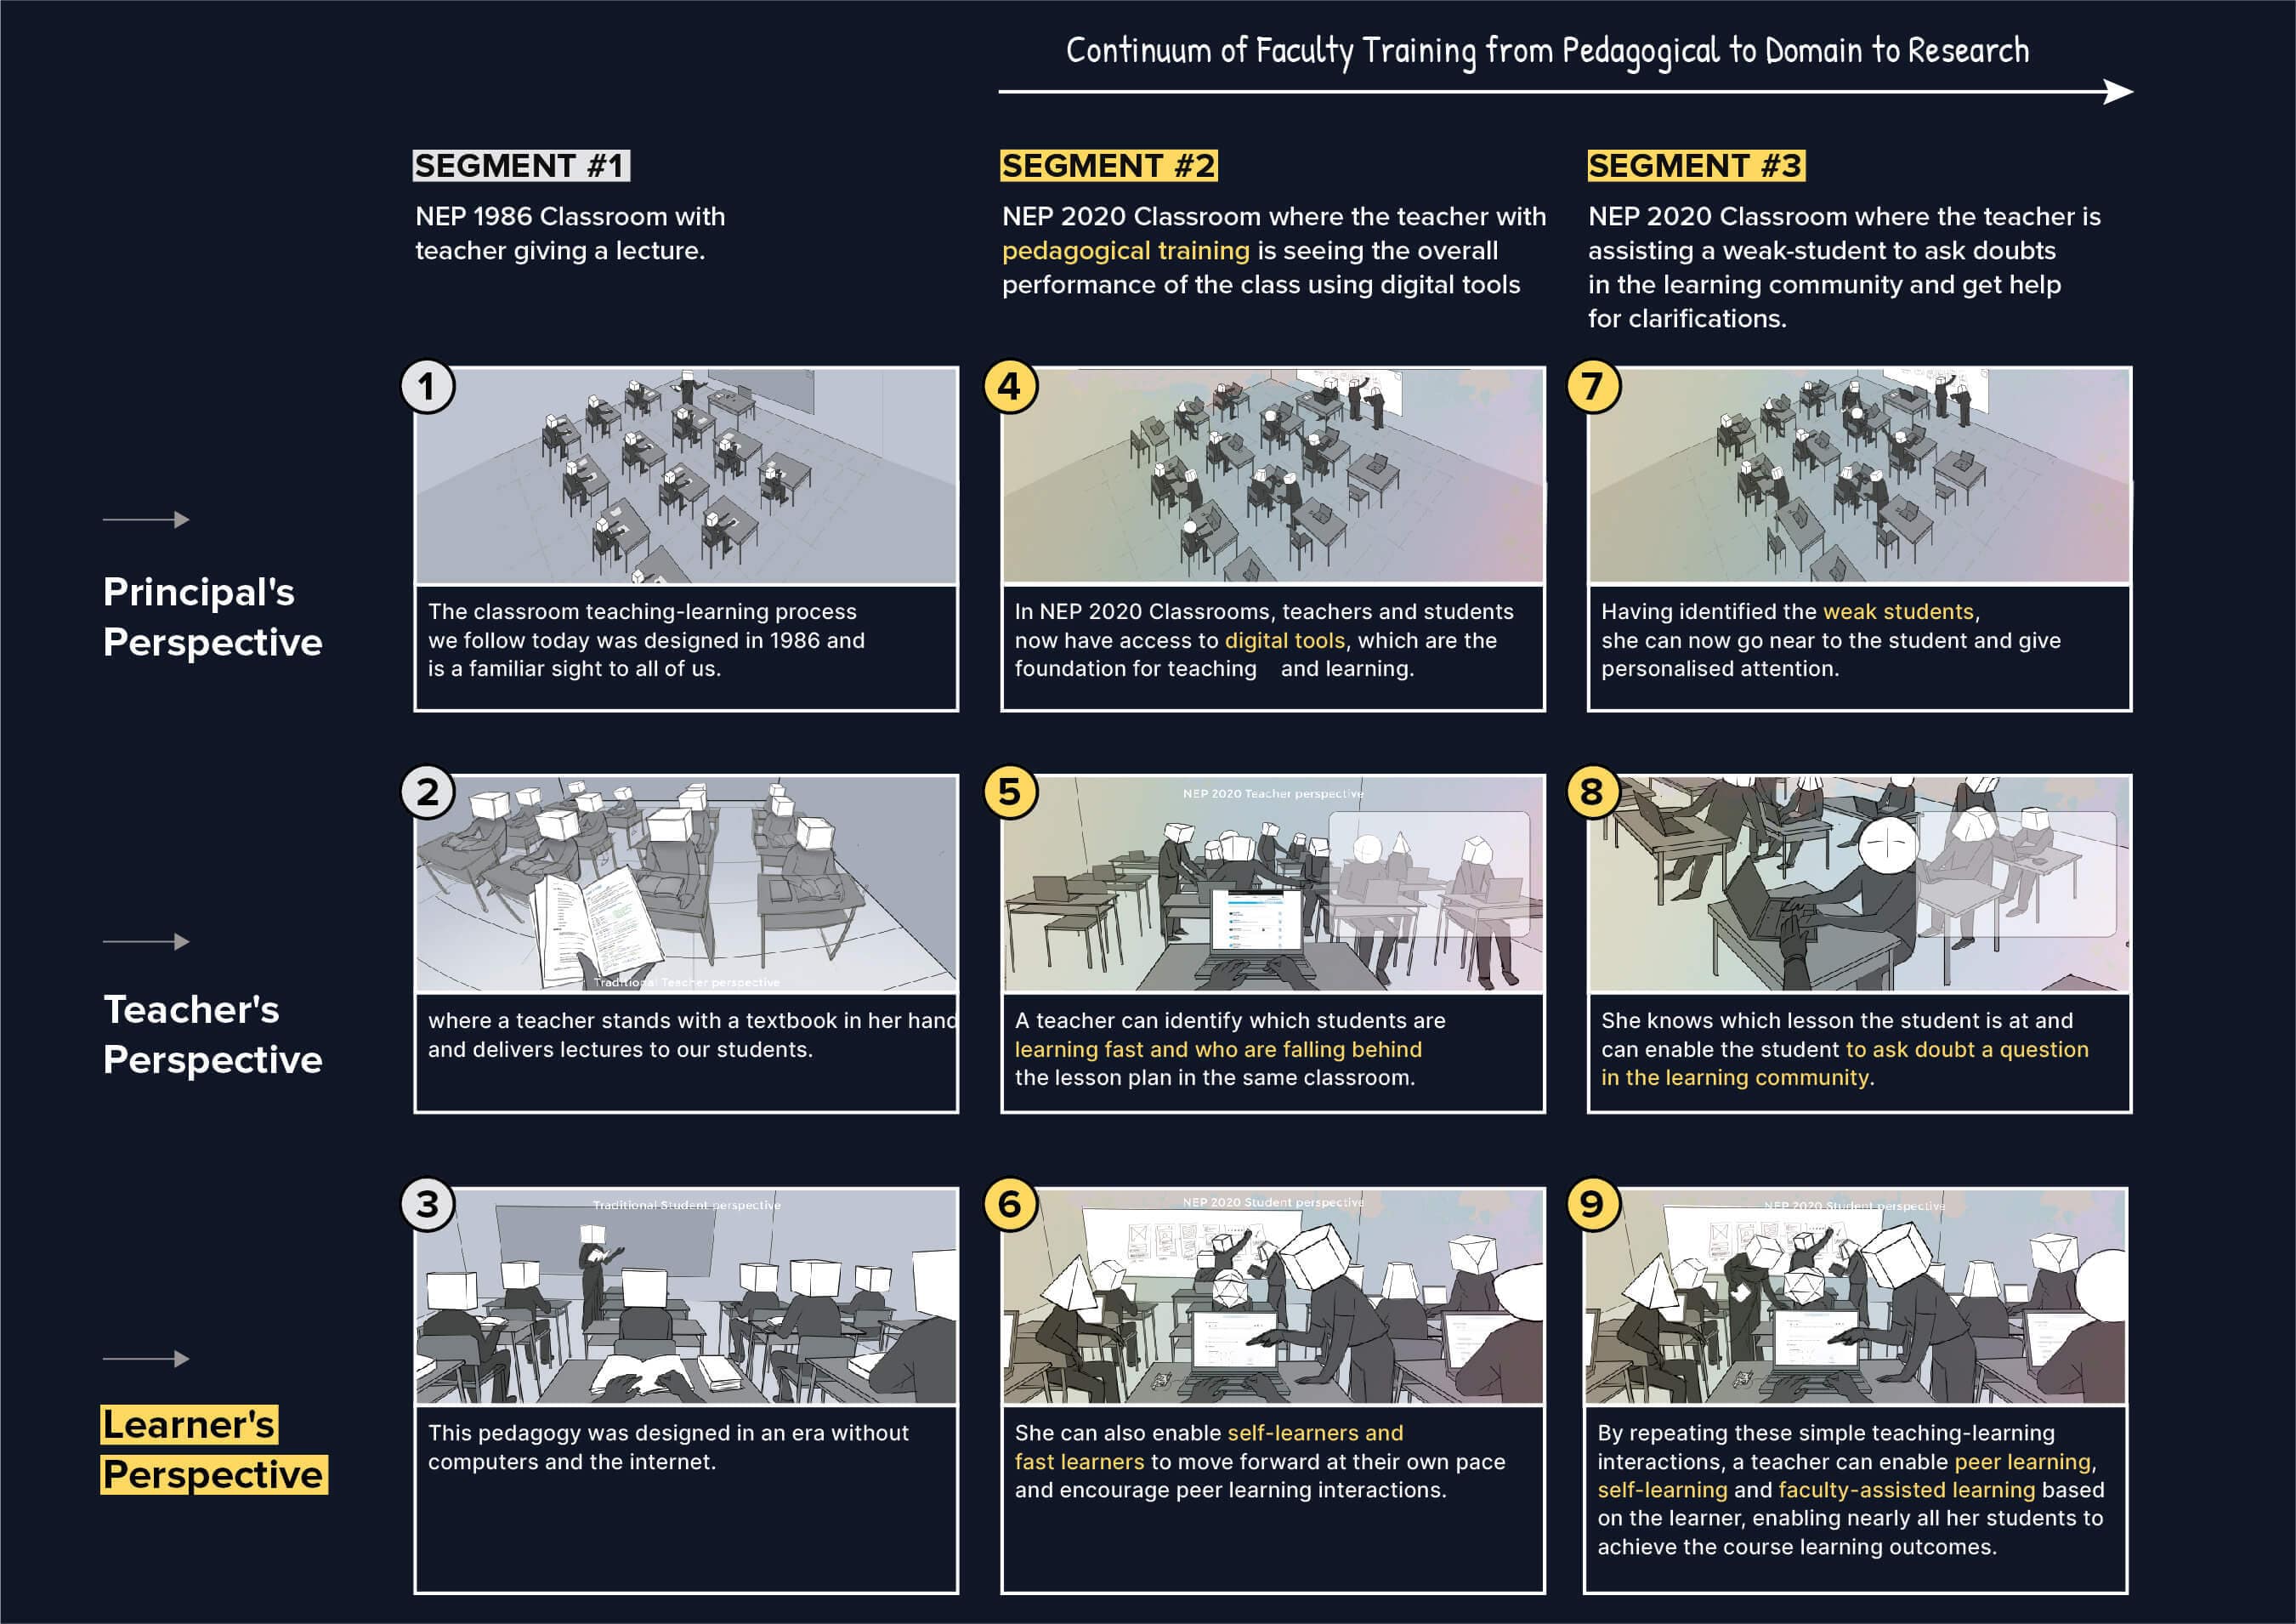 Continuum of Faculty Training from Pedagogical to Domain to Research
SEGMENT #1
NEP 1986 Classroom with
teacher giving a lecture.
SEGMENT #2
NEP 2020 Classroom where the teacher with
pedagogical training is seeing the overall
performance of the class using digital tools
SEGMENT #3
NEP 2020 Classroom where the teacher is
assisting a weak-student to ask doubts
in the learning community and get help
for clarifications.
Principal's
Perspective
1
The classroom teaching-learning process
we follow today was designed in 1986 and
is a familiar sight to all of us.
4
In NEP 2020 Classrooms, teachers and students
now have access to digital tools, which are the
foundation for teaching and learning.
7
Having identified the weak students,
she can now go near to the student and give
personalised attention.
Teacher's
Perspective
2
Traditional Teacher perspective
where a teacher stands with a textbook in her hand
and delivers lectures to our students.
5
NEP 2020 Teacher perspective
A teacher can identify which students are
learning fast and who are falling behind
the lesson plan in the same classroom.
8
She knows which lesson the student is at and
can enable the student to ask doubt a question
in the learning community.
Learner's
Perspective
3
Traditional Student perspective
This pedagogy was designed in an era without
computers and the internet.
6
NEP 2020 Student perspective
She can also enable self-learners and
fast learners to move forward at their own pace
and encourage peer learning interactions.
9
NEP 2020 Student perspective
By repeating these simple teaching-learning
interactions, a teacher can enable peer learning,
self-learning and faculty-assisted learning based
on the learner, enabling nearly all her students to
achieve the course learning outcomes.